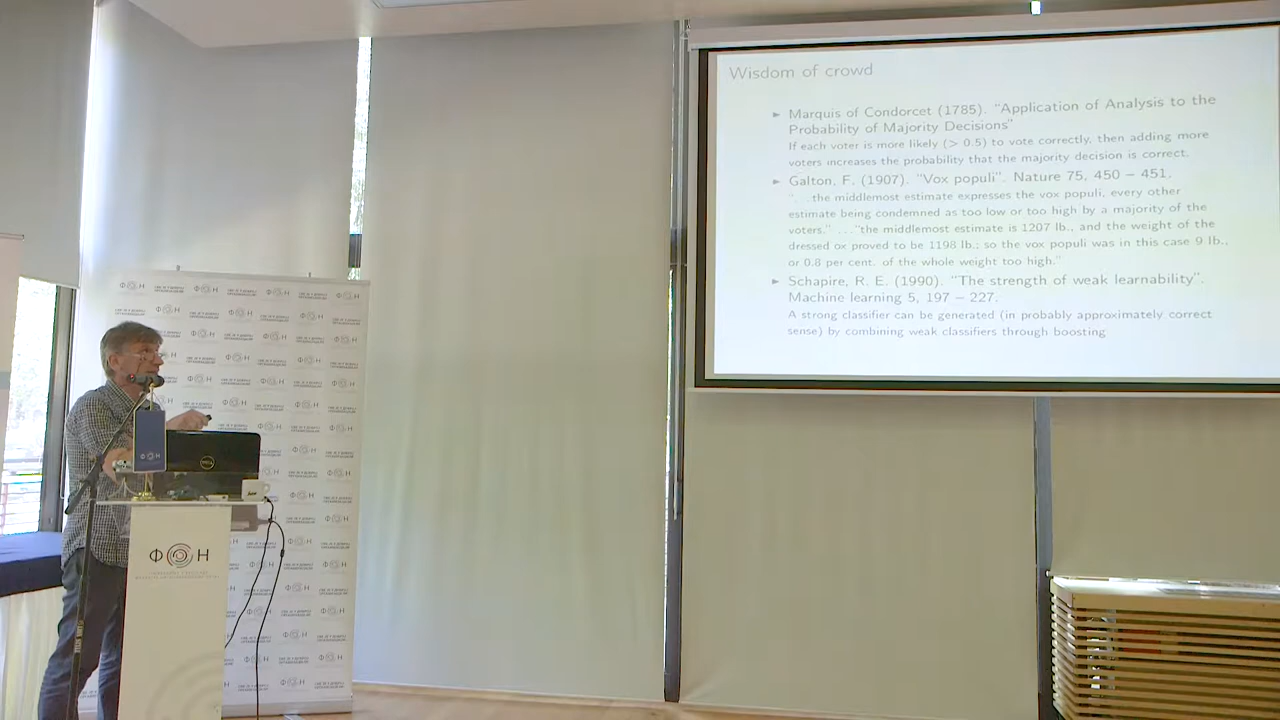 Wisdom of crowd
► Marquis of Condorcet (1785). "Application of Analysis to the
Probability of Majority Decisions"
If each voter is more likely (> 0.5) to vote correctly, then adding more
voters increases the probability that the majority decision is correct.
► Galton, F. (1907). "Vox populi". Nature 75, 450 – 451.
"...the middlemost estimate expresses the vox populi, every other
estimate being condemned as too low or too high by a majority of the
voters." ..."the middlemost estimate is 1207 lb., and the weight of the
dressed ox proved to be 1198 lb.; so the vox populi was in this case 9 lb.,
or 0.8 per cent. of the whole weight too high."
► Schapire, R. E. (1990). "The strength of weak learnability".
Machine learning 5, 197 – 227.
A strong classifier can be generated (in probably approximately correct
sense) by combining weak classifiers through boosting
DELL
ФОН